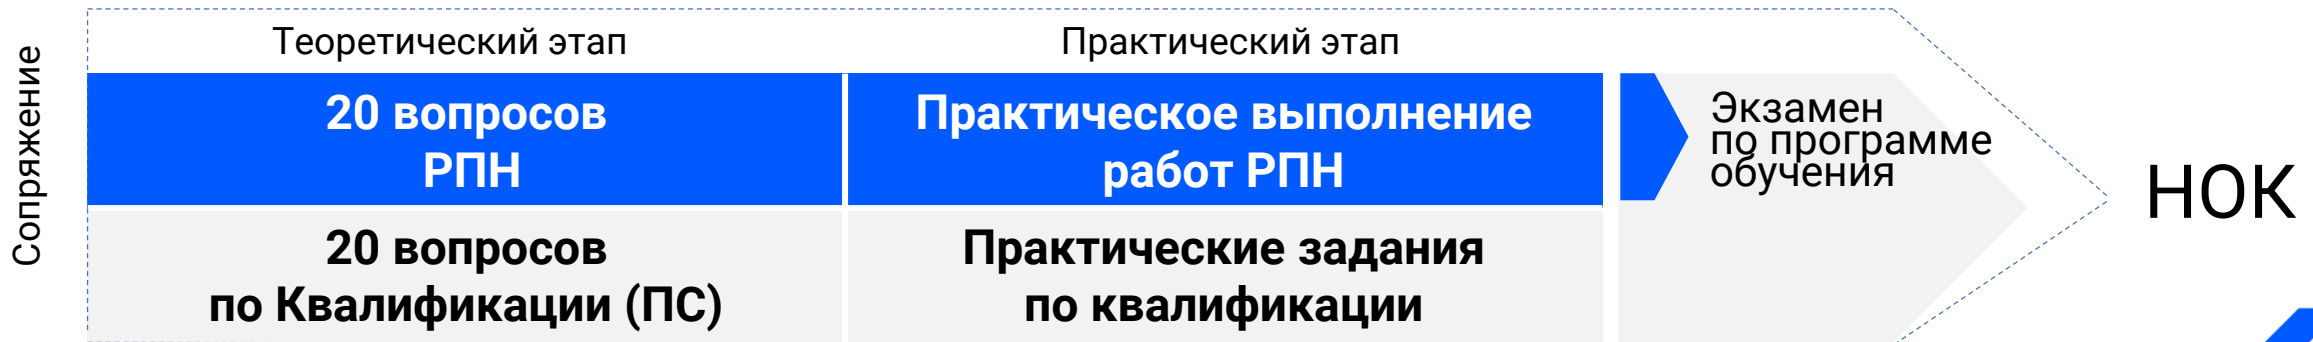 Сопряжение
Теоретический этап
Практический этап
20 вопросов
РПН
Практическое выполнение
работ РПН
Экзамен
по программе
обучения
20 вопросов
по Квалификации (ПС)
Практические задания
по квалификации
НОК